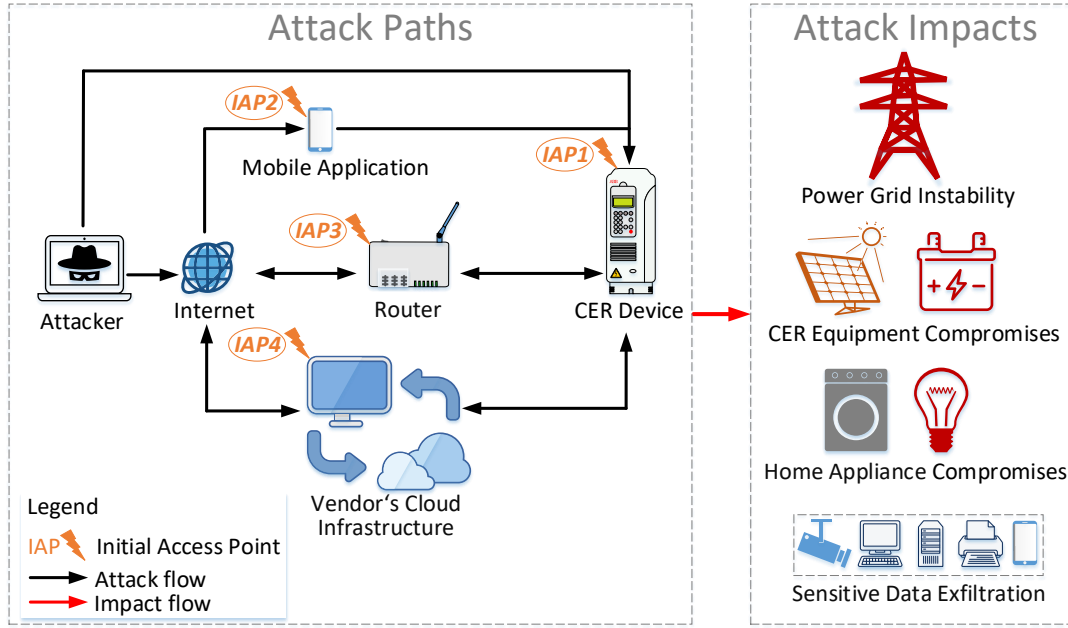 Attack Paths
IAP2
Mobile Application
IAP1
IAP3
Attacker
Internet
Router
CER Device
IAP4
Vendor‘s Cloud
Infrastructure
Legend
IAP
Initial Access Point
Attack flow
Impact flow
Attack Impacts
Power Grid Instability
CER Equipment Compromises
Home Appliance Compromises
Sensitive Data Exfiltration